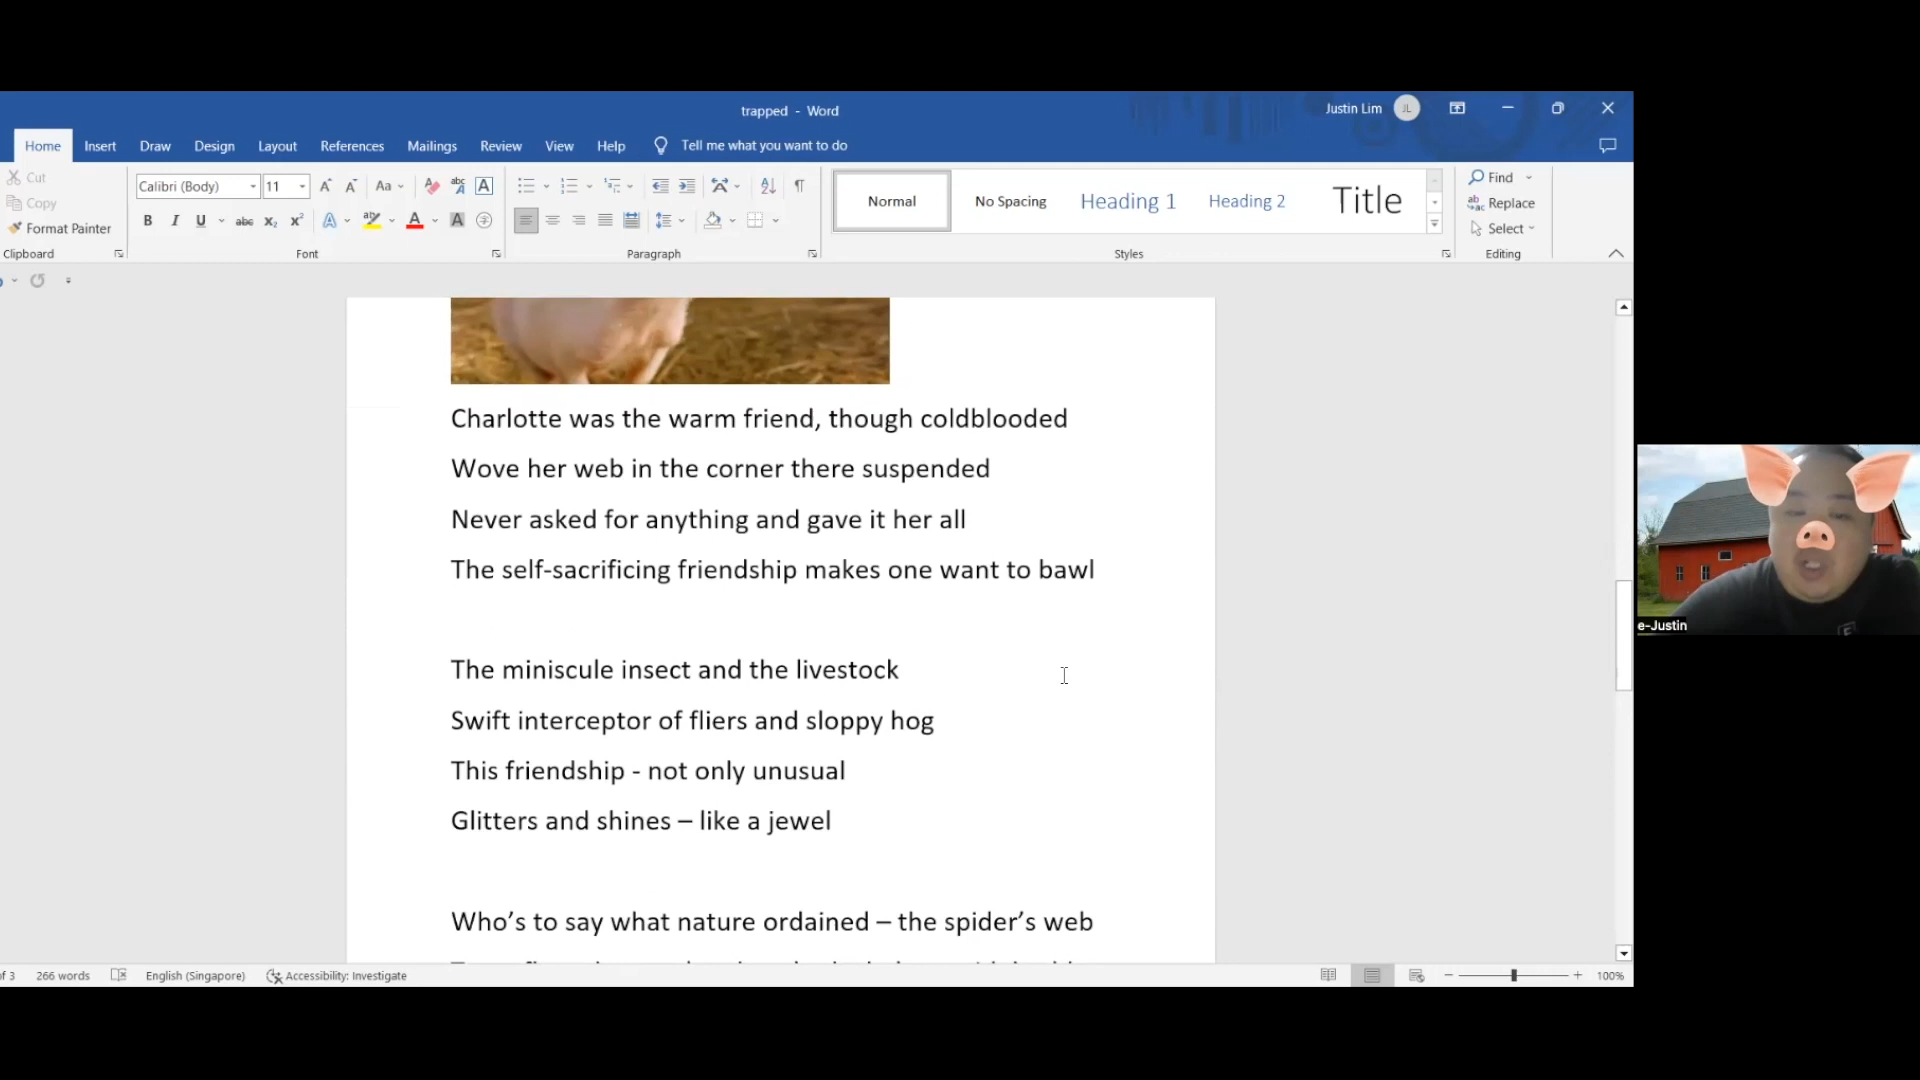 trapped - Word
Justin Lim JL
Home Insert Draw Design Layout References Mailings Review View Help Tell me what you want to do
Cut
Copy
Format Painter
Clipboard
Calibri (Body) 11
Font
Paragraph
Normal No Spacing Heading 1 Heading 2 Title
Styles
Find
Replace
Select
Editing
Charlotte was the warm friend, though coldblooded
Wove her web in the corner there suspended
Never asked for anything and gave it her all
The self-sacrificing friendship makes one want to bawl
The miniscule insect and the livestock
Swift interceptor of fliers and sloppy hog
This friendship - not only unusual
Glitters and shines – like a jewel
Who's to say what nature ordained – the spider's web
e-Justin
of 3 266 words English (Singapore) Accessibility: Investigate 100%